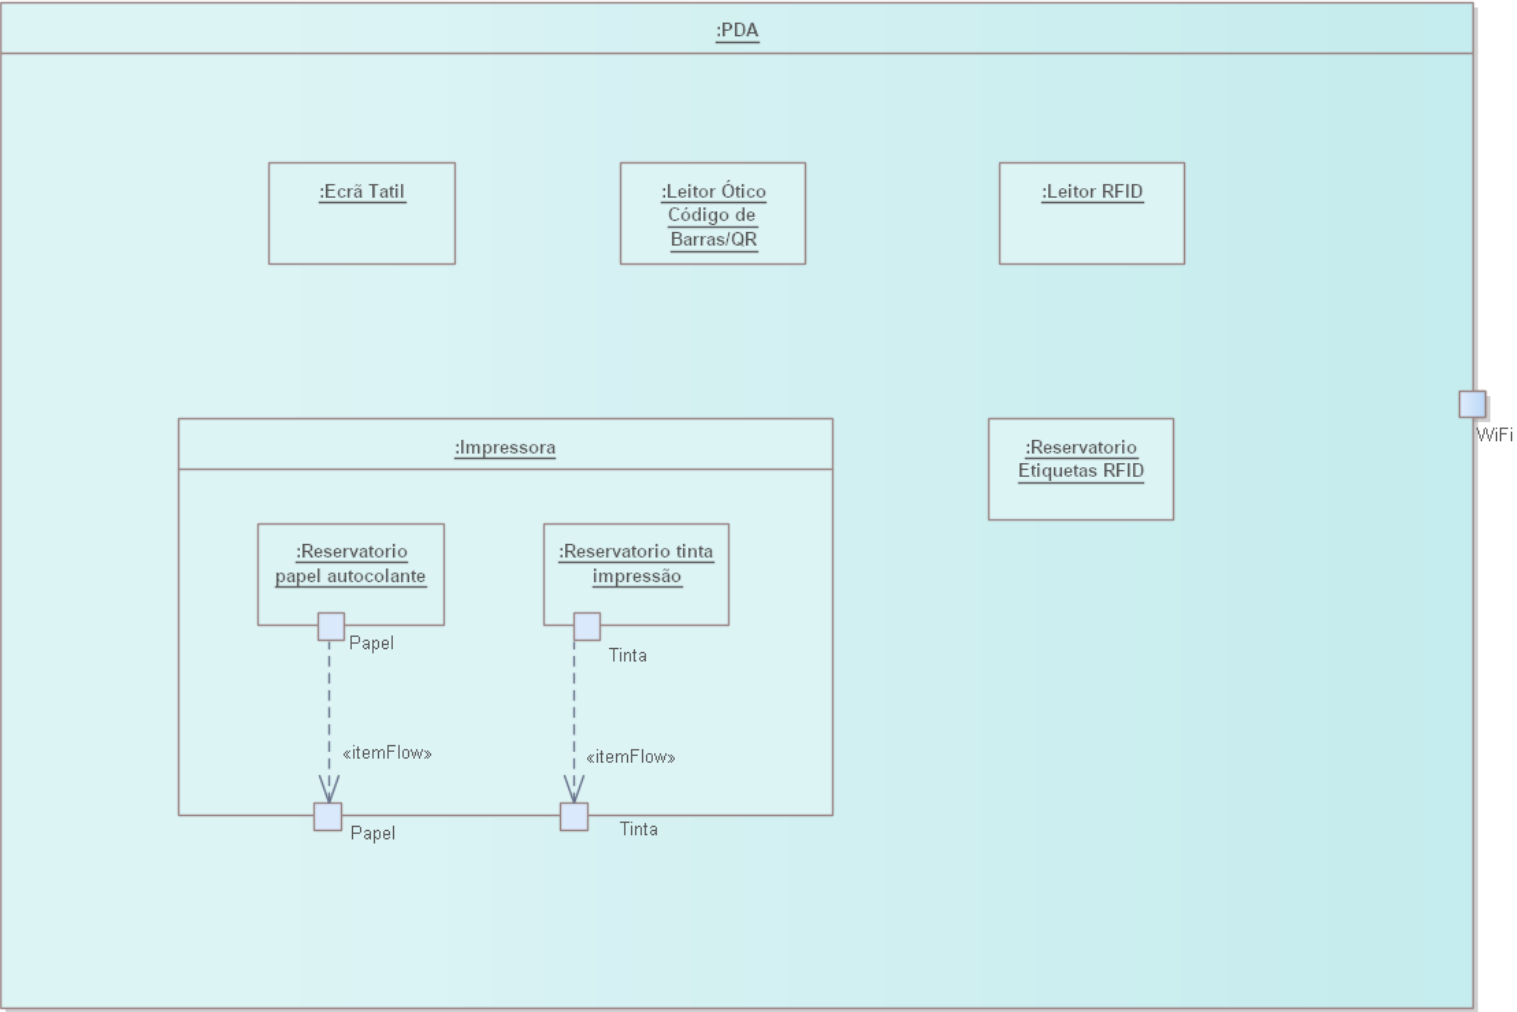 :PDA
:Ecrã Tatil
:Leitor Ótico
Código de
Barras/QR
:Leitor RFID
WiFi
:Impressora
:Reservatorio
Etiquetas RFID
:Reservatorio
papel autocolante
:Reservatorio tinta
impressão
Papel
Tinta
«itemFlow»
«itemFlow»
Papel
Tinta